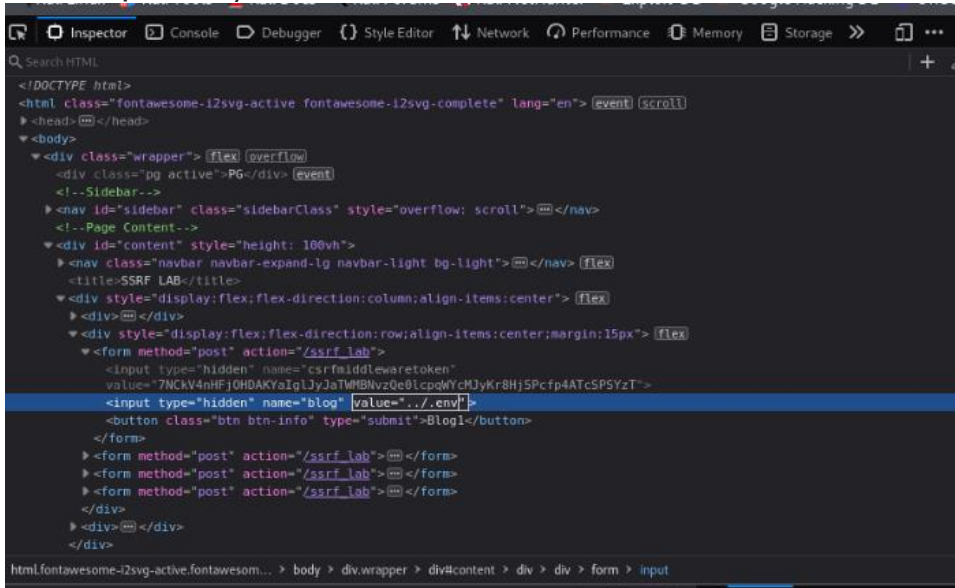 Inspector Console Debugger Style Editor Network Performance Memory Storage
Search HTML
<!DOCTYPE html>
<html class="fontawesome-i2svg-active fontawesome-i2svg-complete" lang="en"> event scroll
<head> </head>
<body>
<div class="wrapper"> flex overflow
<div class="pg active">PG</div> event
<!--Sidebar-->
<nav id="sidebar" class="sidebarClass" style="overflow: scroll"> </nav>
<!--Page Content-->
<div id="content" style="height: 100vh">
<nav class="navbar navbar-expand-lg navbar-light bg-light"> </nav> flex
<title>SSRF LAB</title>
<div style="display:flex;flex-direction:column;align-items:center"> flex
<div> </div>
<div style="display:flex;flex-direction:row;align-items:center;margin:15px"> flex
<form method="post" action="/ssrf_lab">
<input type="hidden" name="csrfmiddlewaretoken"
<input type="hidden" name="blog" value="../.env">
<button class="btn btn-info" type="submit">Blog1</button>
</form>
<form method="post" action="/ssrf_lab"> </form>
<form method="post" action="/ssrf_lab"> </form>
<form method="post" action="/ssrf_lab"> </form>
</div>
<div> </div>
</div>
html.fontawesome-i2svg-active.fontawesom... > body > div.wrapper > div#content > div > div > form > input